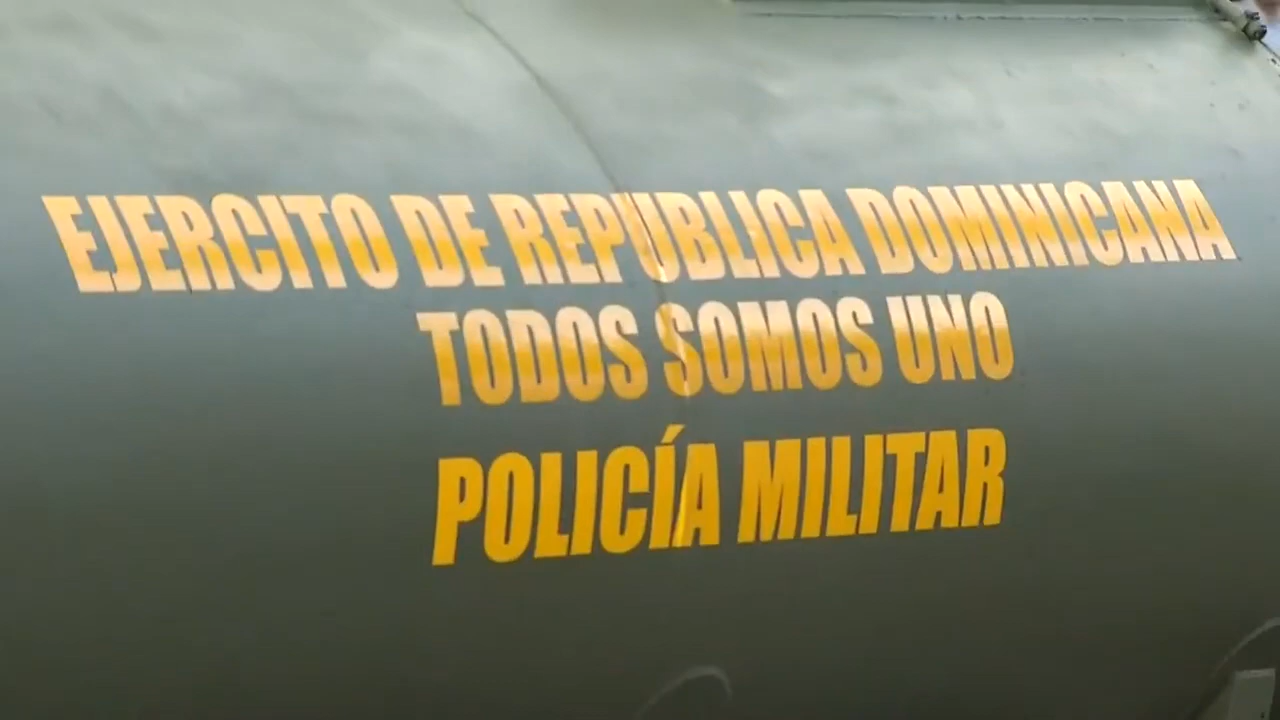 EJERCITO DE REPUBLICA DOMINICANA
TODOS SOMOS UNO
POLICÍA MILITAR